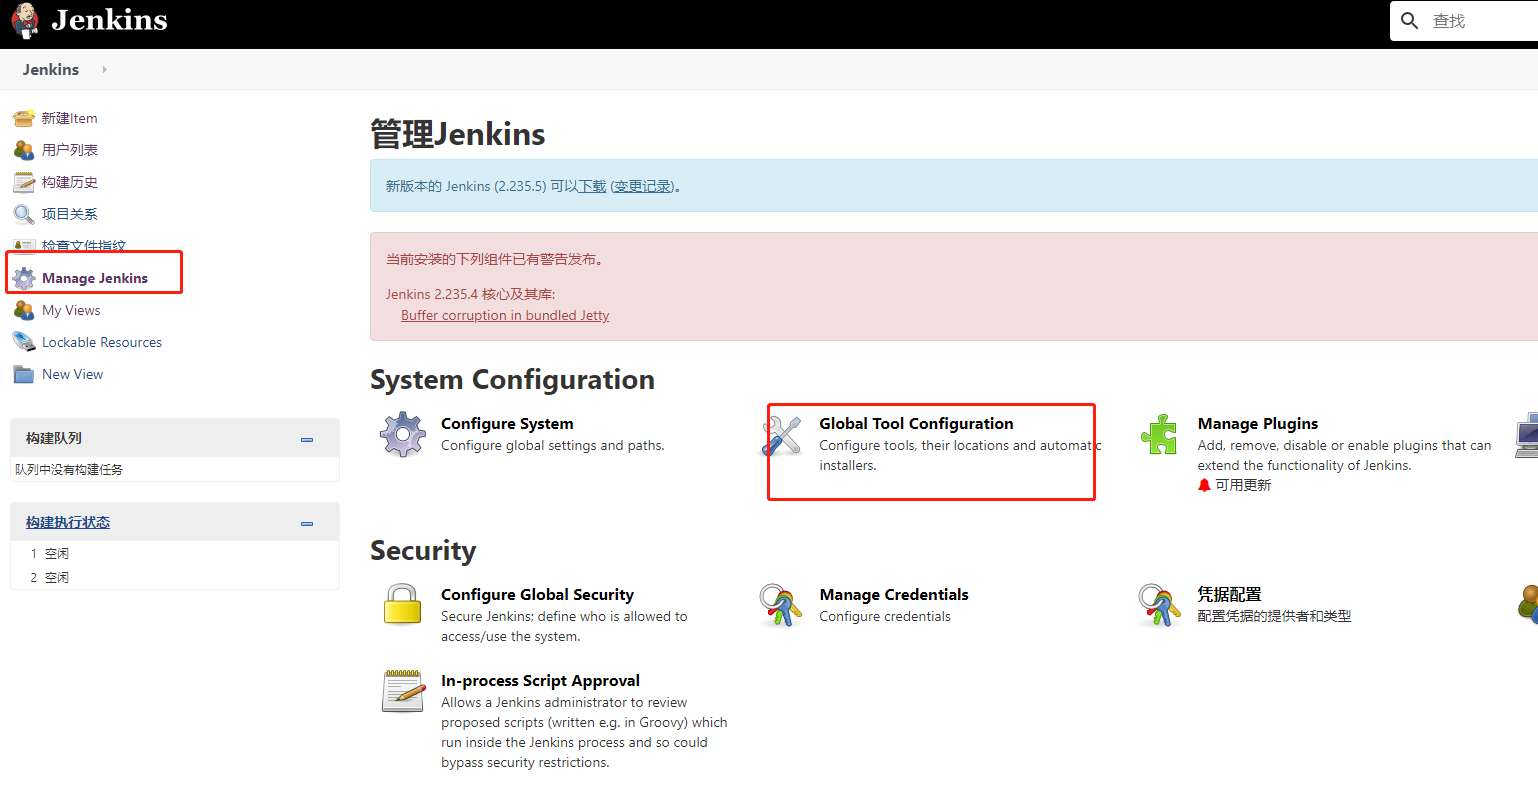 Jenkins
查找
Jenkins
新建Item
用户列表
构建历史
项目关系
检查文件指纹
Manage Jenkins
My Views
Lockable Resources
New View
构建队列
队列中没有构建任务
构建执行状态
1 空闲
2 空闲
管理Jenkins
新版本的 Jenkins (2.235.5) 可以下载 (变更记录)。
当前安装的下列组件已有警告发布。
Jenkins 2.235.4 核心及其库:
Buffer corruption in bundled Jetty
System Configuration
Configure System
Configure global settings and paths.
Global Tool Configuration
Configure tools, their locations and automatic
installers.
Manage Plugins
Add, remove, disable or enable plugins that can
extend the functionality of Jenkins.
可用更新
Security
Configure Global Security
Secure Jenkins; define who is allowed to
access/use the system.
Manage Credentials
Configure credentials
凭据配置
配置凭据的提供者和类型
In-process Script Approval
Allows a Jenkins administrator to review
proposed scripts (written e.g. in Groovy) which
run inside the Jenkins process and so could
bypass security restrictions.